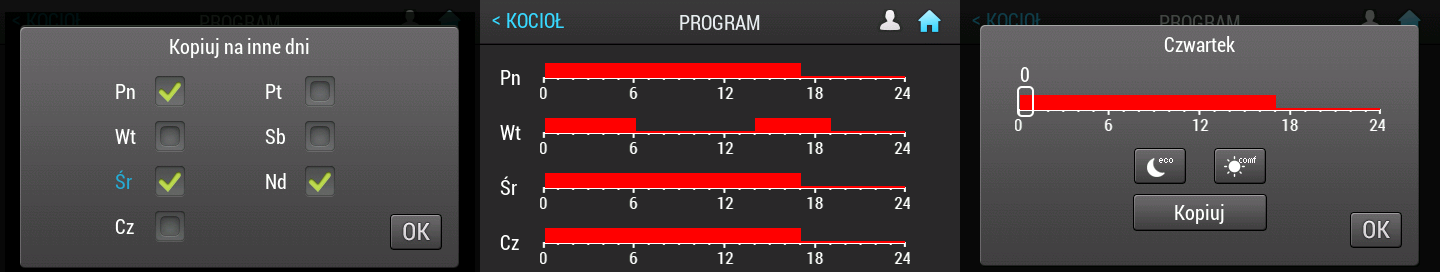 Kopiuj na inne dni
Pn Pt
Wt Sb
Śr Nd
Cz
OK
< KOCIOŁ PROGRAM
Pn
0 6 12 18 24
Wt
0 6 12 18 24
Śr
0 6 12 18 24
Cz
0 6 12 18 24
< KOCIOŁ PROGRAM
Czwartek
0
0 6 12 18 24
eco comf
Kopiuj
OK